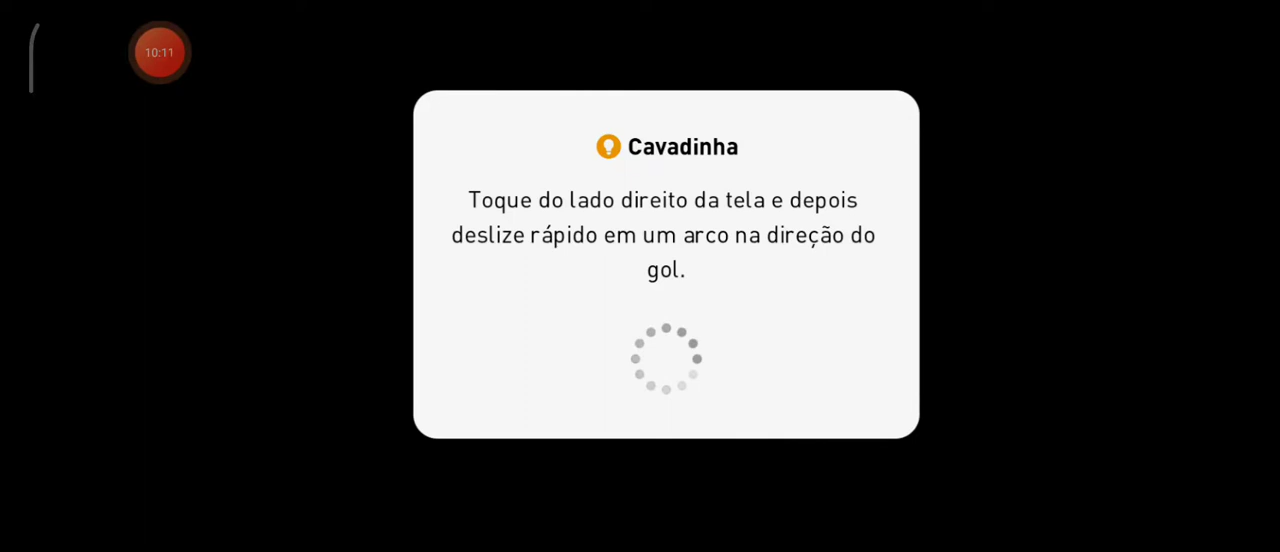 10:11
Cavadinha
Toque do lado direito da tela e depois
deslize rápido em um arco na direção do
gol.